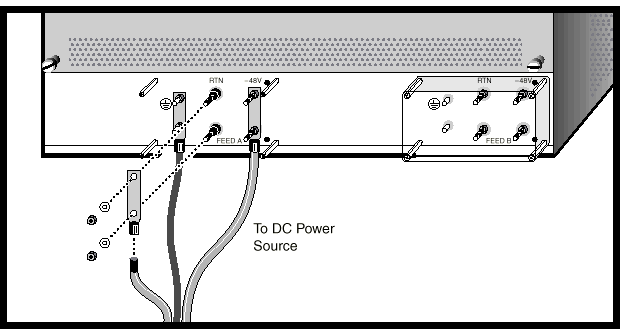 RTN
−48V
RTN
−48V
FEED A
FEED B
To DC Power
Source